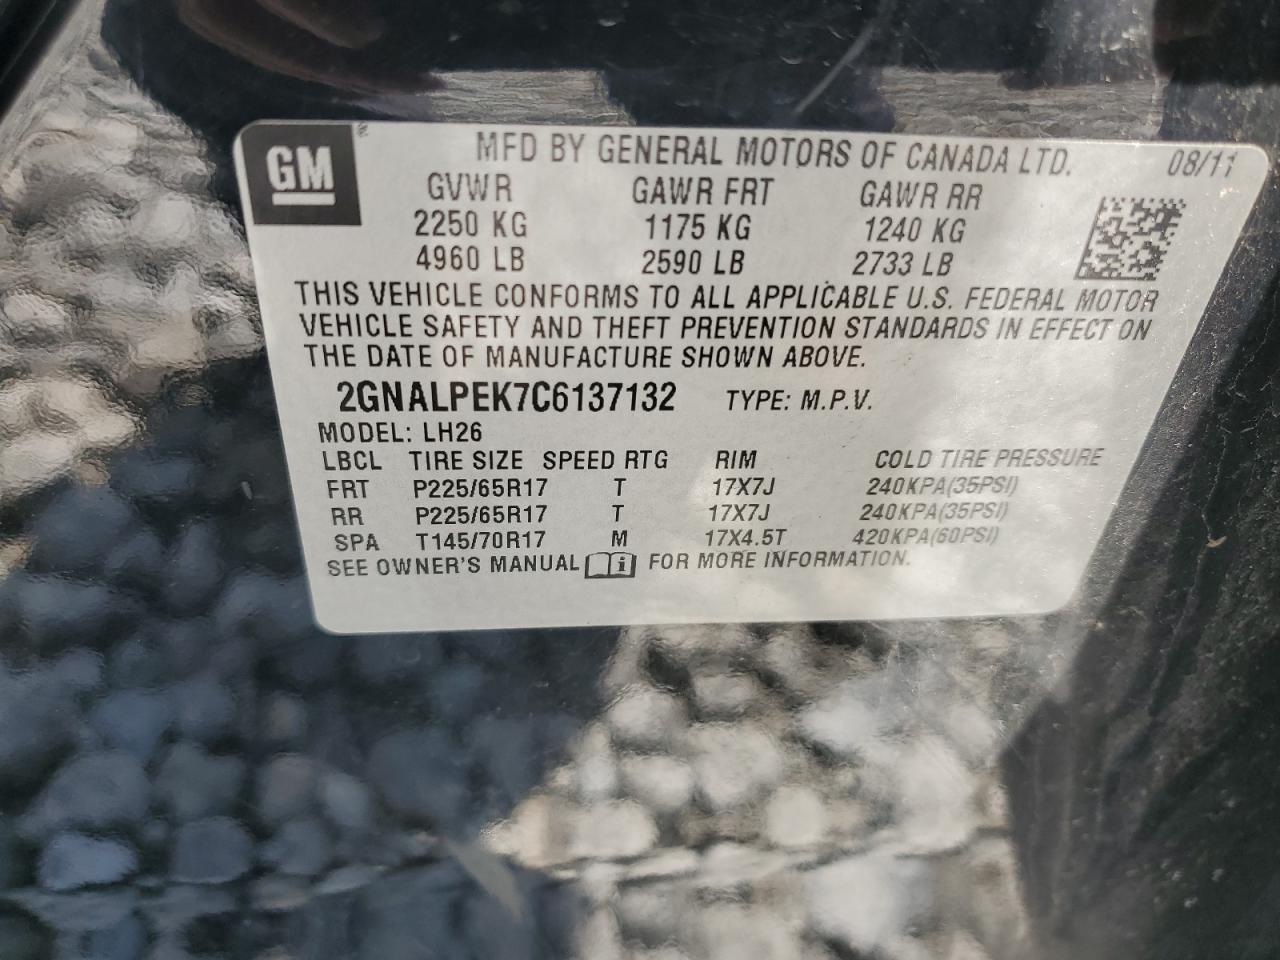 GM
MFD BY GENERAL MOTORS OF CANADA LTD. 08/11
GVWR GAWR FRT GAWR RR
2250 KG 1175 KG 1240 KG
4960 LB 2590 LB 2733 LB
THIS VEHICLE CONFORMS TO ALL APPLICABLE U.S. FEDERAL MOTOR
VEHICLE SAFETY AND THEFT PREVENTION STANDARDS IN EFFECT ON
THE DATE OF MANUFACTURE SHOWN ABOVE.
2GNALPEK7C6137132 TYPE: M.P.V.
MODEL: LH26
LBCL TIRE SIZE SPEED RTG RIM COLD TIRE PRESSURE
FRT P225/65R17 T 17X7J 240KPA(35PSI)
RR P225/65R17 T 17X7J 240KPA(35PSI)
SPA T145/70R17 M 17X4.5T 420KPA(60PSI)
SEE OWNER'S MANUAL i FOR MORE INFORMATION.